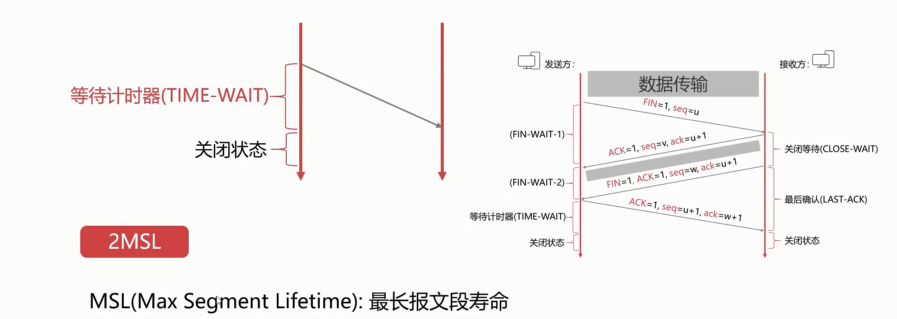 等待计时器(TIME-WAIT)
关闭状态
2MSL
MSL(Max Segment Lifetime): 最长报文段寿命
发送方：
接收方：
数据传输
FIN=1, seq=u
(FIN-WAIT-1)
关闭等待(CLOSE-WAIT)
ACK=1, seq=v, ack=u+1
(FIN-WAIT-2)
FIN=1, ACK=1, seq=w, ack=u+1
最后确认(LAST-ACK)
等待计时器(TIME-WAIT)
ACK=1, seq=u+1, ack=w+1
关闭状态
关闭状态